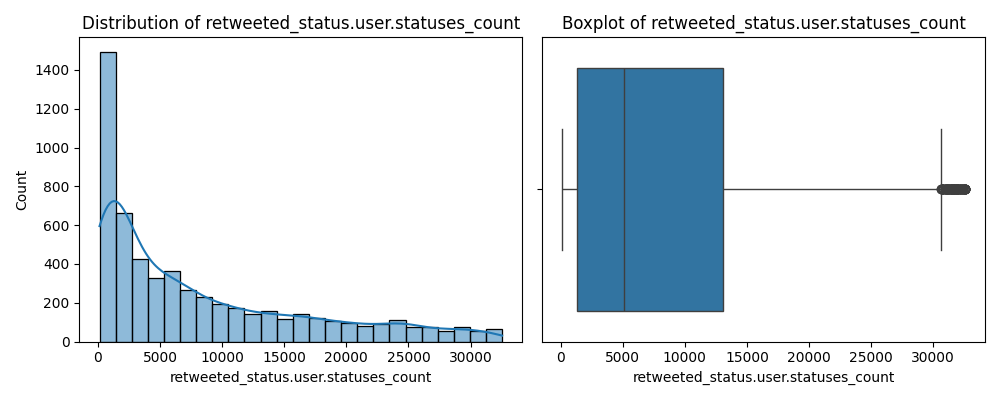 Distribution of retweeted_status.user.statuses_count
Count
1400
1200
1000
800
600
400
200
0
0 5000 10000 15000 20000 25000 30000
retweeted_status.user.statuses_count
Boxplot of retweeted_status.user.statuses_count
0 5000 10000 15000 20000 25000 30000
retweeted_status.user.statuses_count